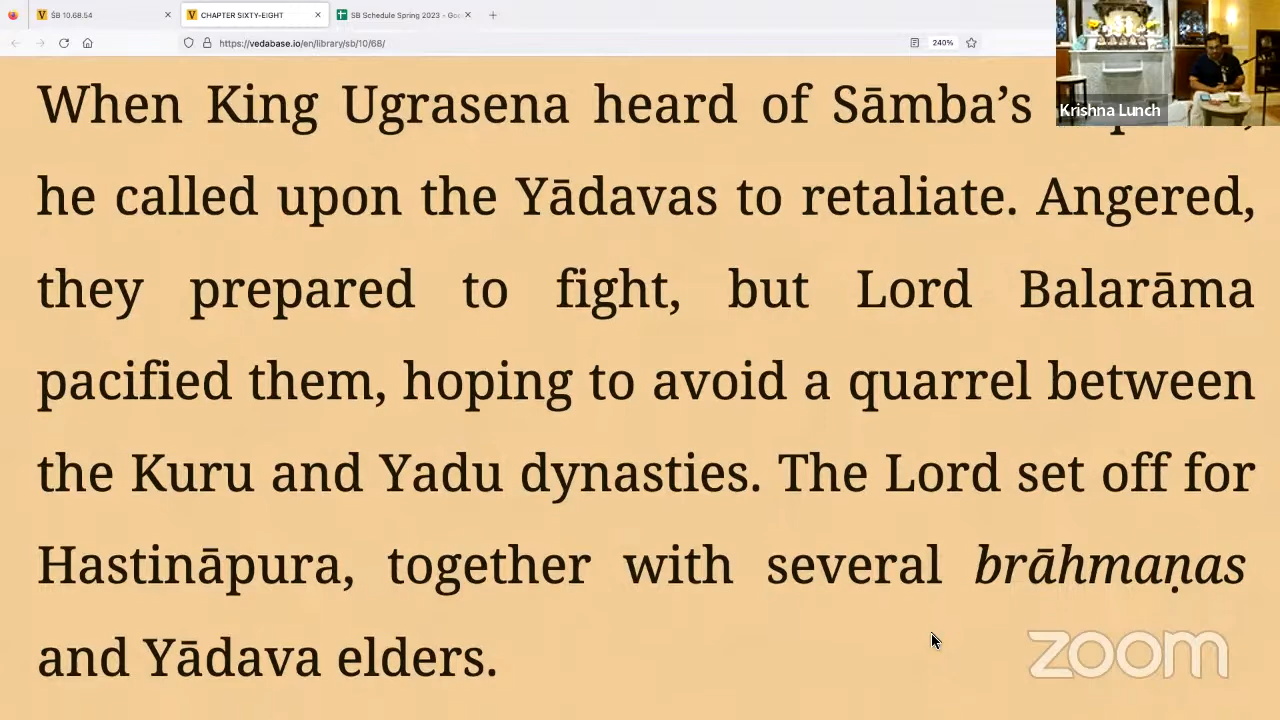 ŚB 10.68.54
CHAPTER SIXTY-EIGHT
SB Schedule Spring 2023 - Goo
https://vedabase.io/en/library/sb/10/68/
240%
Krishna Lunch
When King Ugrasena heard of Sāmba’s
he called upon the Yādavas to retaliate. Angered,
they prepared to fight, but Lord Balarāma
pacified them, hoping to avoid a quarrel between
the Kuru and Yadu dynasties. The Lord set off for
Hastināpura, together with several brāhmaṇas
and Yādava elders.
zoom